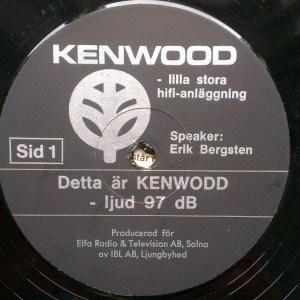 KENWOOD
- lilla stora
hifi-anläggning
Speaker:
Erik Bergsten
Sid 1
Detta är KENWODD
- ljud 97 dB
Producerad för
Elfa Radio & Television AB, Solna
av IBL AB, Ljungbyhed